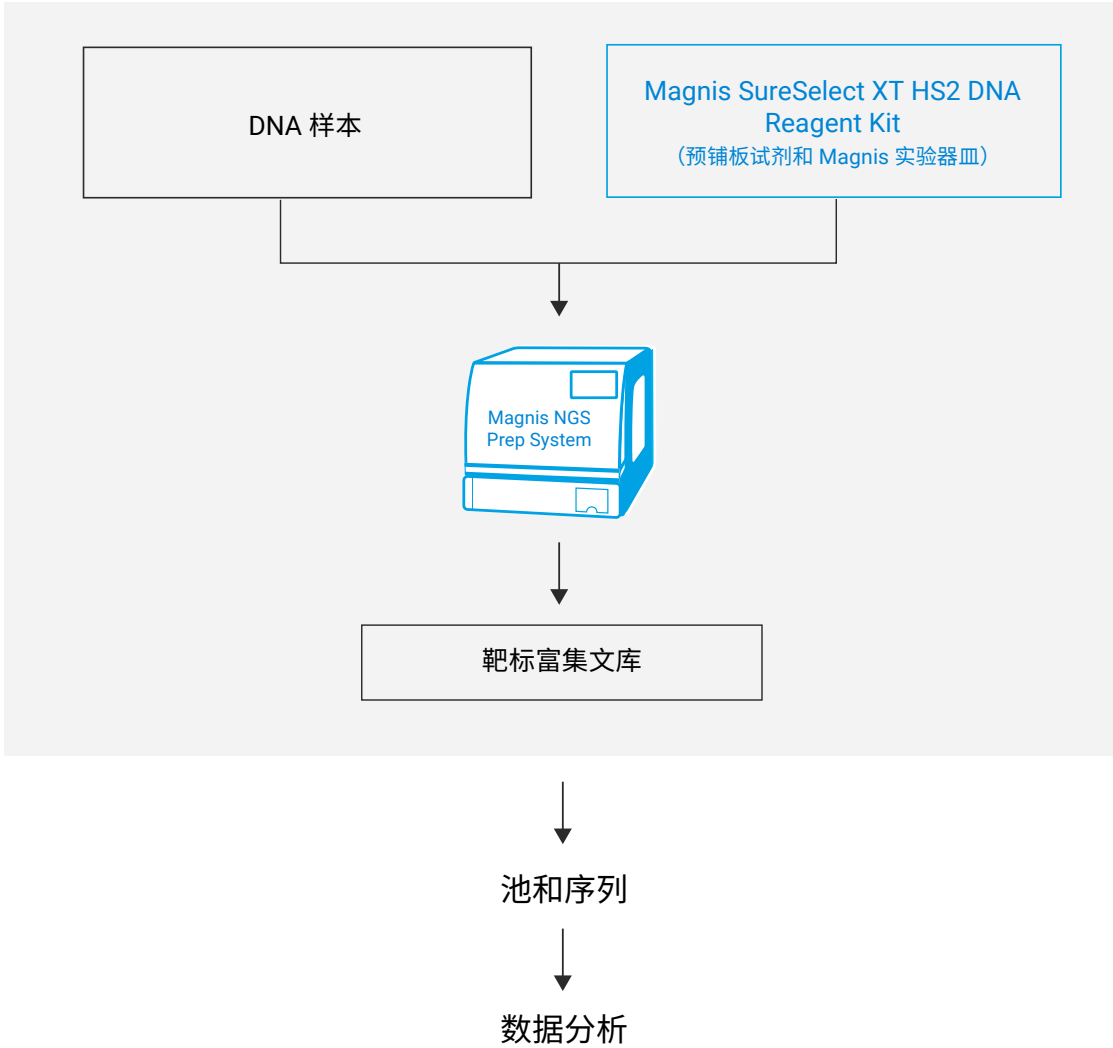 DNA 样本
Magnis SureSelect XT HS2 DNA
Reagent Kit
（预铺板试剂和 Magnis 实验器皿）
Magnis NGS
Prep System
靶标富集文库
池和序列
数据分析